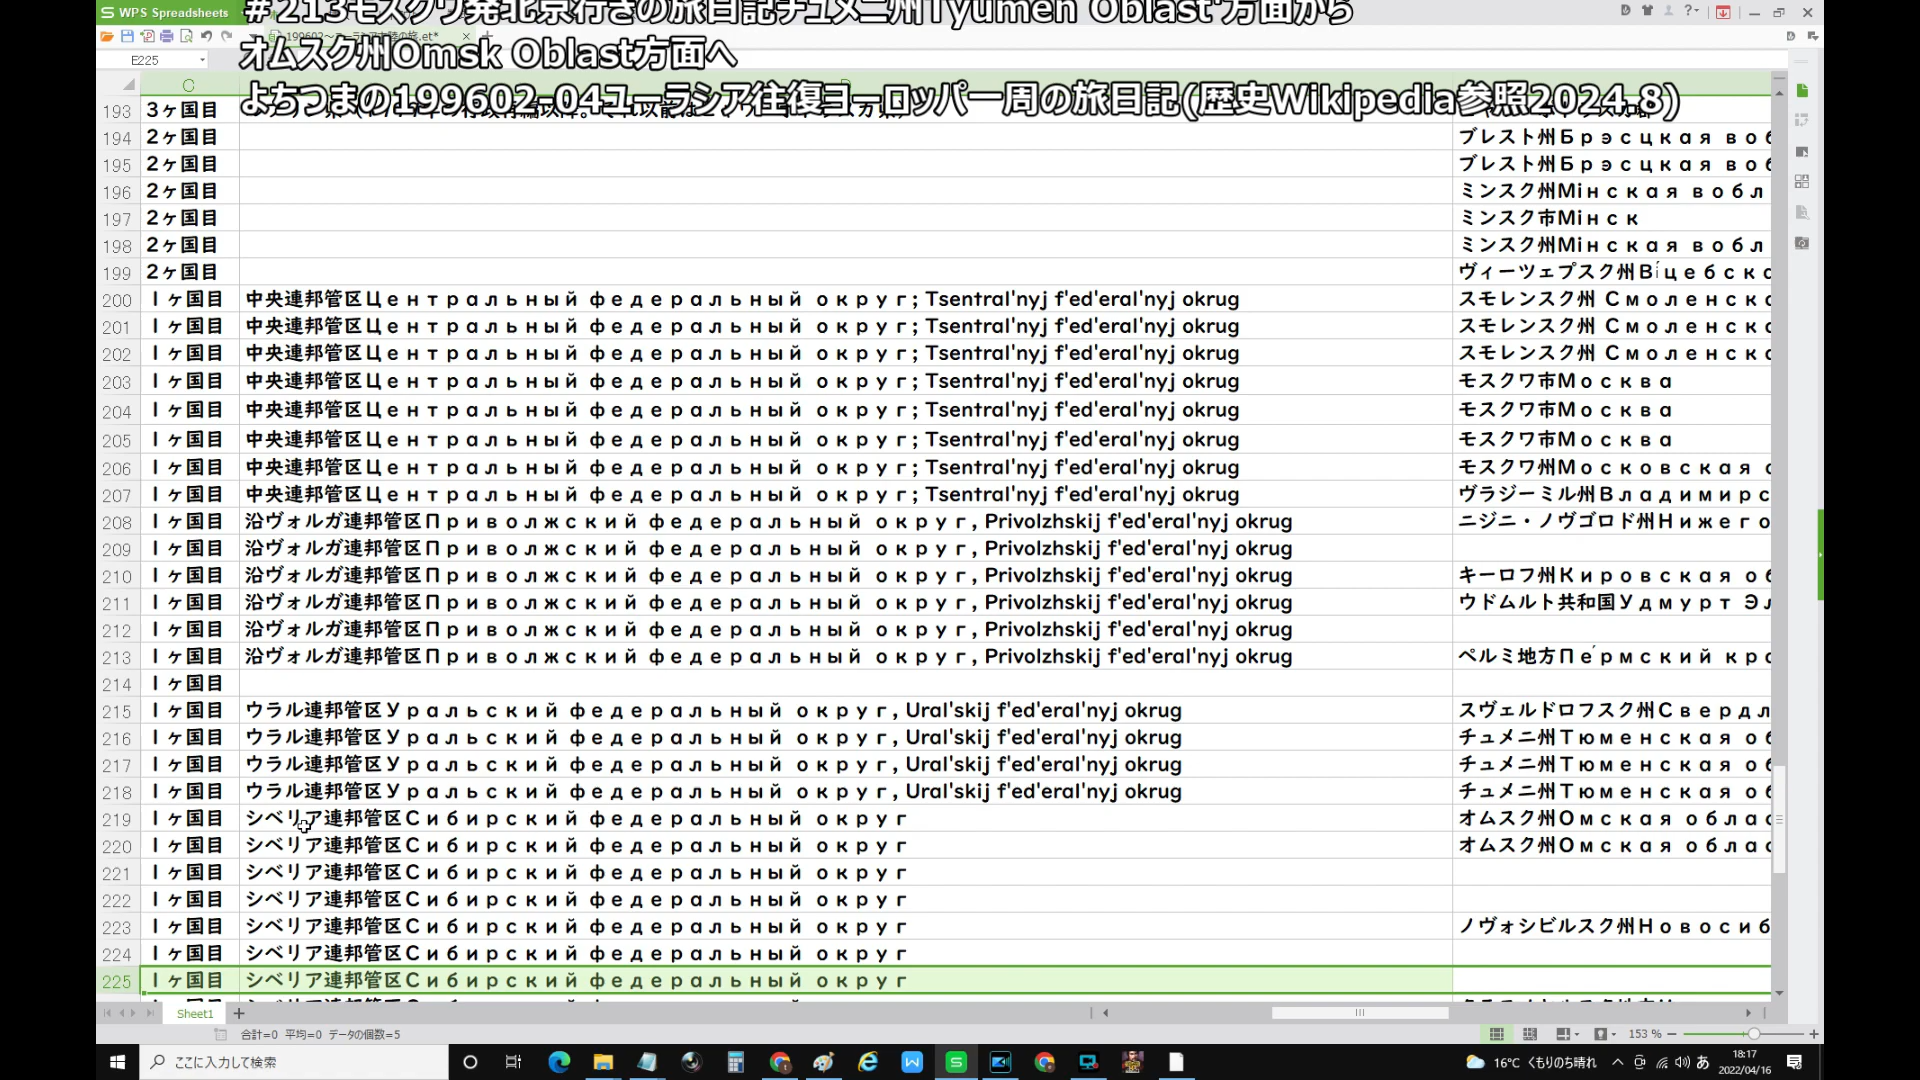 WPS Spreadsheets
#213モスクワ発北京行きの旅日記チュメニ州Tyumen Oblast'方面から
オムスク州Omsk Oblast方面へ
よちつまの199602-04ユーラシア往復ヨーロッパ一周の旅日記(歴史Wikipedia参照2024.8)
E225
C
193 3ヶ国目
194 2ヶ国目 ブレスト州Брэсцкая воб
195 2ヶ国目 ブレスト州Брэсцкая воб
196 2ヶ国目 ミンスク州Мінская вобл
197 2ヶ国目 ミンスク市Мінск
198 2ヶ国目 ミンスク州Мінская вобл
199 2ヶ国目 ヴィーツェプスク州Ві́цебска
200 1ヶ国目 中央連邦管区Центральный федеральный округ; Tsentral'nyj f'ed'eral'nyj okrug スモレンスク州 Смоленска
201 1ヶ国目 中央連邦管区Центральный федеральный округ; Tsentral'nyj f'ed'eral'nyj okrug スモレンスク州 Смоленска
202 1ヶ国目 中央連邦管区Центральный федеральный округ; Tsentral'nyj f'ed'eral'nyj okrug スモレンスク州 Смоленска
203 1ヶ国目 中央連邦管区Центральный федеральный округ; Tsentral'nyj f'ed'eral'nyj okrug モスクワ市Москва
204 1ヶ国目 中央連邦管区Центральный федеральный округ; Tsentral'nyj f'ed'eral'nyj okrug モスクワ市Москва
205 1ヶ国目 中央連邦管区Центральный федеральный округ; Tsentral'nyj f'ed'eral'nyj okrug モスクワ市Москва
206 1ヶ国目 中央連邦管区Центральный федеральный округ; Tsentral'nyj f'ed'eral'nyj okrug モスクワ州Московская о
207 1ヶ国目 中央連邦管区Центральный федеральный округ; Tsentral'nyj f'ed'eral'nyj okrug ヴラジーミル州Владимирс
208 1ヶ国目 沿ヴォルガ連邦管区Приволжский федеральный округ, Privolzhskij f'ed'eral'nyj okrug ニジニ・ノヴゴロド州Нижего
209 1ヶ国目 沿ヴォルガ連邦管区Приволжский федеральный округ, Privolzhskij f'ed'eral'nyj okrug
210 1ヶ国目 沿ヴォルガ連邦管区Приволжский федеральный округ, Privolzhskij f'ed'eral'nyj okrug キーロフ州Кировская об
211 1ヶ国目 沿ヴォルガ連邦管区Приволжский федеральный округ, Privolzhskij f'ed'eral'nyj okrug ウドムルト共和国Удмурт Эл
212 1ヶ国目 沿ヴォルガ連邦管区Приволжский федеральный округ, Privolzhskij f'ed'eral'nyj okrug
213 1ヶ国目 沿ヴォルガ連邦管区Приволжский федеральный округ, Privolzhskij f'ed'eral'nyj okrug ペルミ地方Пе́рмский кра
214 1ヶ国目
215 1ヶ国目 ウラル連邦管区Уральский федеральный округ, Ural'skij f'ed'eral'nyj okrug スヴェルドロフスク州Свердл
216 1ヶ国目 ウラル連邦管区Уральский федеральный округ, Ural'skij f'ed'eral'nyj okrug チュメニ州Тюменская об
217 1ヶ国目 ウラル連邦管区Уральский федеральный округ, Ural'skij f'ed'eral'nyj okrug チュメニ州Тюменская об
218 1ヶ国目 ウラル連邦管区Уральский федеральный округ, Ural'skij f'ed'eral'nyj okrug チュメニ州Тюменская об
219 1ヶ国目 シベリア連邦管区Сибирский федеральный округ オムスク州Омская облас
220 1ヶ国目 シベリア連邦管区Сибирский федеральный округ オムスク州Омская облас
221 1ヶ国目 シベリア連邦管区Сибирский федеральный округ
222 1ヶ国目 シベリア連邦管区Сибирский федеральный округ
223 1ヶ国目 シベリア連邦管区Сибирский федеральный округ ノヴォシビルスク州Новосиб
224 1ヶ国目 シベリア連邦管区Сибирский федеральный округ
225 1ヶ国目 シベリア連邦管区Сибирский федеральный округ
Sheet1
合計=0 平均=0 データの個数=5
153 %
ここに入力して検索
16°C くもりのち晴れ
あ
18:17
2022/04/16